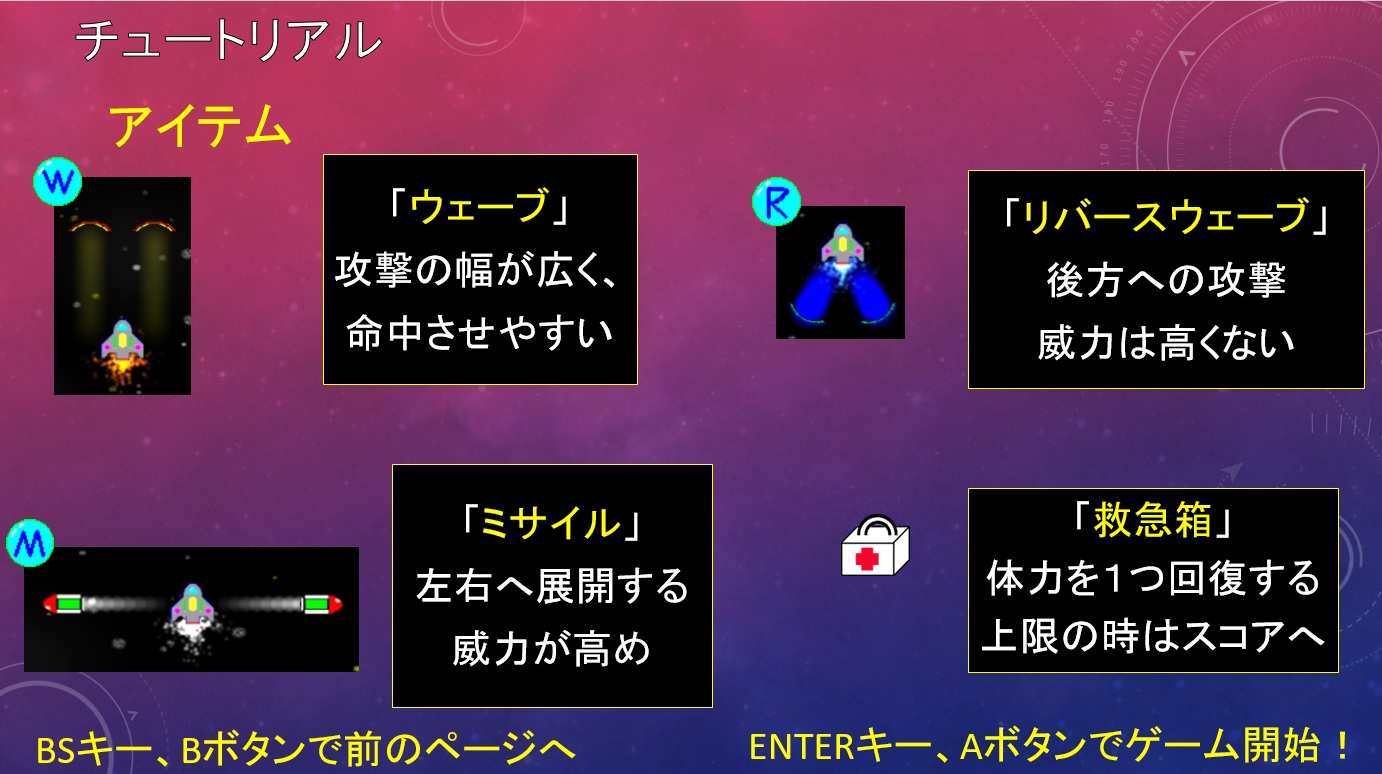 チュートリアル
アイテム
W
「ウェーブ」
攻撃の幅が広く、
命中させやすい
R
「リバースウェーブ」
後方への攻撃
威力は高くない
M
「ミサイル」
左右へ展開する
威力が高め
「救急箱」
体力を１つ回復する
上限の時はスコアへ
BSキー、Bボタンで前のページへ
ENTERキー、Aボタンでゲーム開始！
170
180
190
200
210